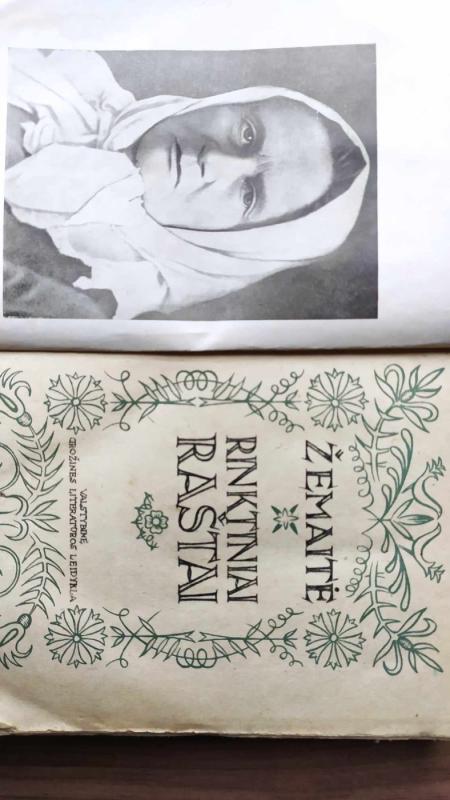 ŽEMAITĖ
RINKTINIAI
RAŠTAI
VALSTYBINĖ
GROŽINĖS LITERATŪROS LEIDYKLA